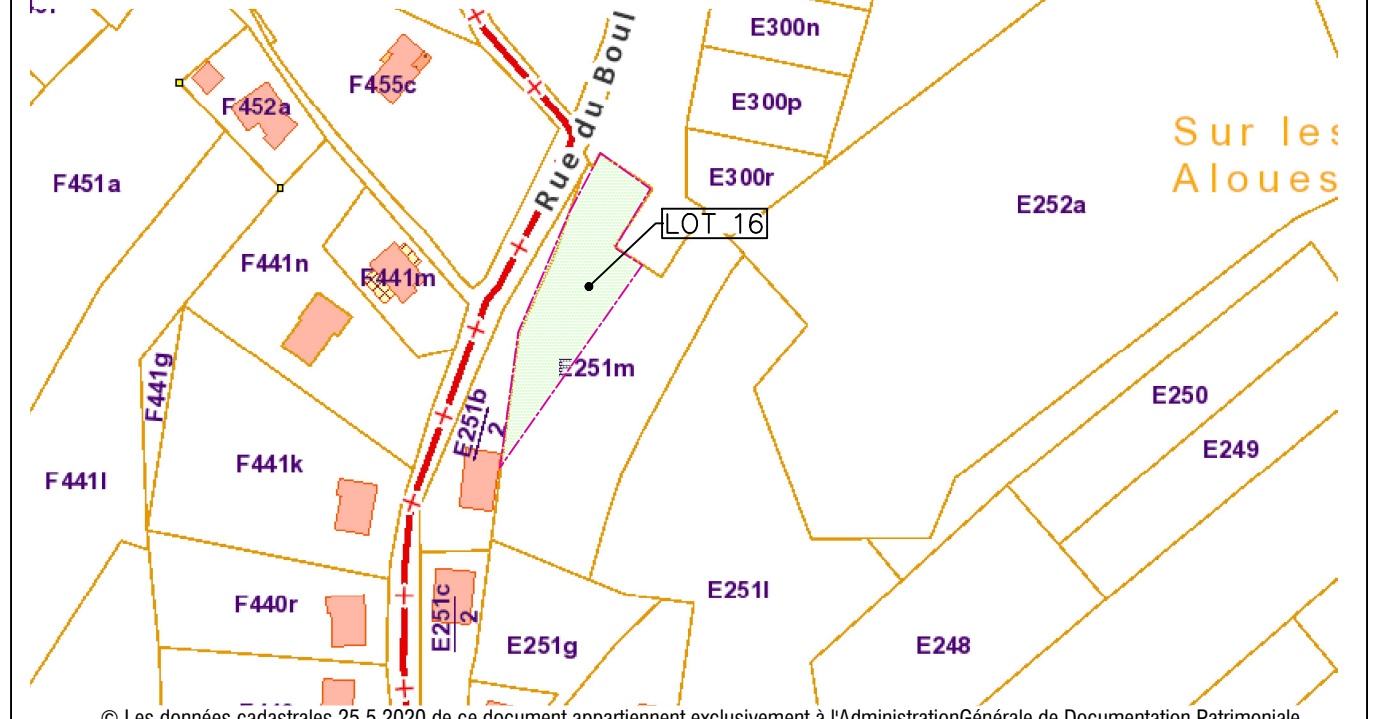 E300n
F455c
E300p
F452a
Rue du Boul
Sur les
Aloues
F451a
E300r
E252a
LOT 16
F441n
F441m
E251m
F441g
E251b
2
E250
E249
F441k
F441l
E251c
2
F440r
E251l
E251g
E248
© Les données cadastrales 25.5.2020 de ce document appartiennent exclusivement à l'AdministrationGénérale de Documentation Patrimoniale